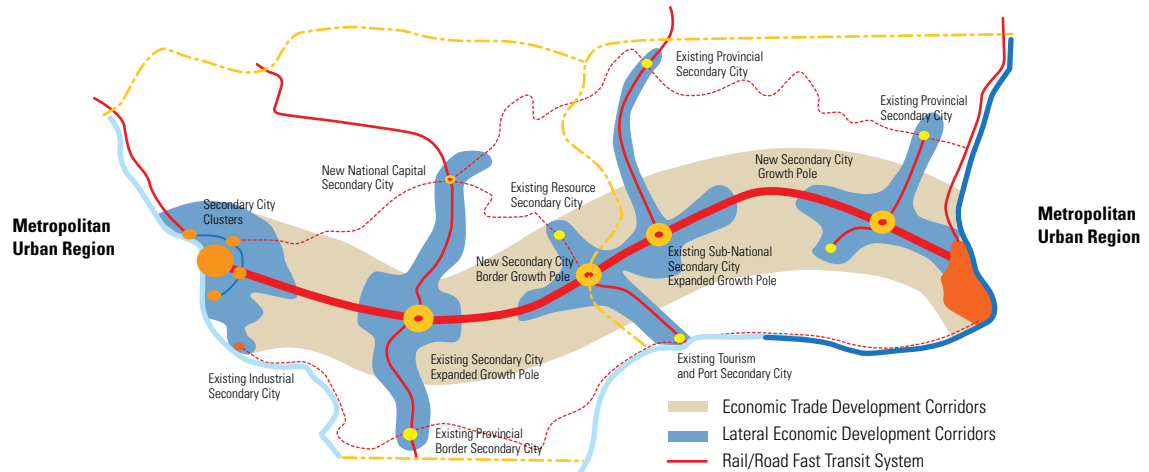 Existing Provincial
Secondary City
Existing Provincial
Secondary City
New Secondary City
Growth Pole
New National Capital
Secondary City
Existing Resource
Secondary City
Secondary City
Clusters
Metropolitan
Urban Region
Metropolitan
Urban Region
New Secondary City
Border Growth Pole
Existing Sub-National
Secondary City
Expanded Growth Pole
Existing Secondary City
Expanded Growth Pole
Existing Tourism
and Port Secondary City
Existing Industrial
Secondary City
Existing Provincial
Border Secondary City
Economic Trade Development Corridors
Lateral Economic Development Corridors
Rail/Road Fast Transit System